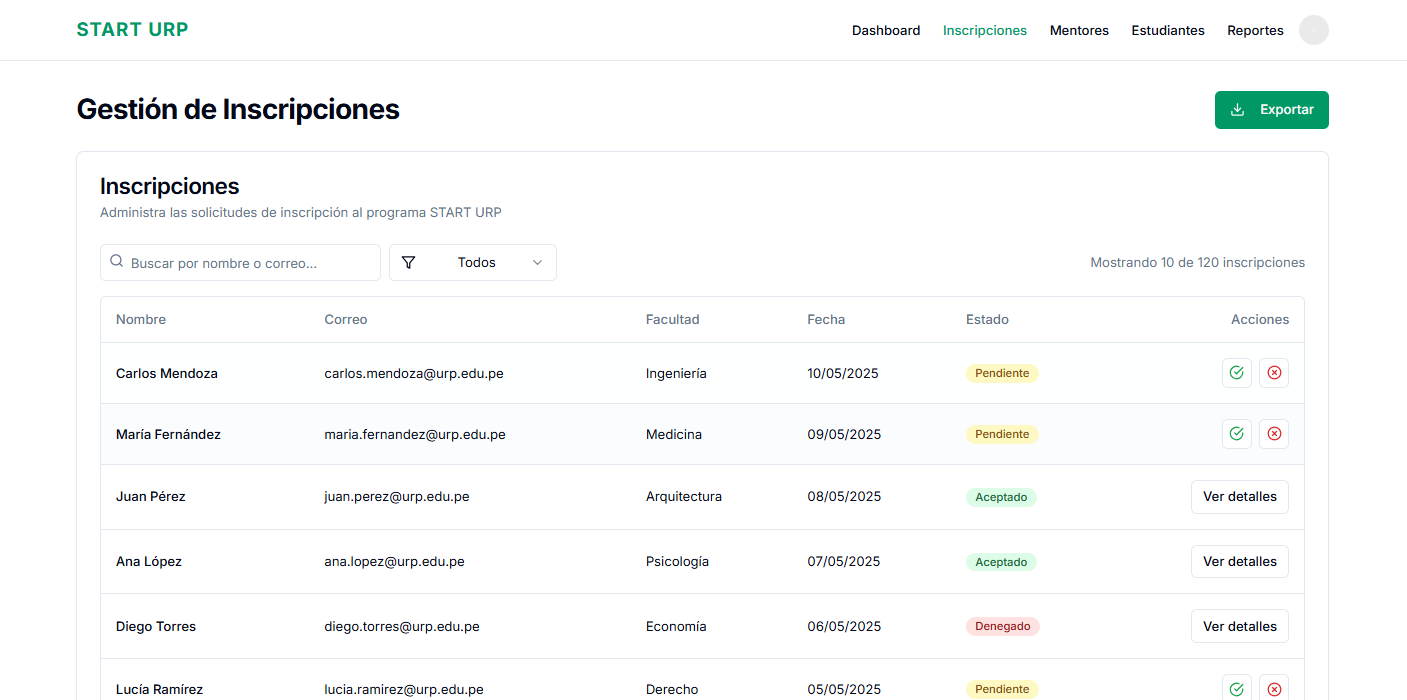 START URP
Dashboard Inscripciones Mentores Estudiantes Reportes
Gestión de Inscripciones
Exportar
Inscripciones
Administra las solicitudes de inscripción al programa START URP
Buscar por nombre o correo... Todos Mostrando 10 de 120 inscripciones
Nombre Correo Facultad Fecha Estado Acciones
Carlos Mendoza carlos.mendoza@urp.edu.pe Ingeniería 10/05/2025 Pendiente
María Fernández maria.fernandez@urp.edu.pe Medicina 09/05/2025 Pendiente
Juan Pérez juan.perez@urp.edu.pe Arquitectura 08/05/2025 Aceptado Ver detalles
Ana López ana.lopez@urp.edu.pe Psicología 07/05/2025 Aceptado Ver detalles
Diego Torres diego.torres@urp.edu.pe Economía 06/05/2025 Denegado Ver detalles
Lucía Ramírez lucia.ramirez@urp.edu.pe Derecho 05/05/2025 Pendiente